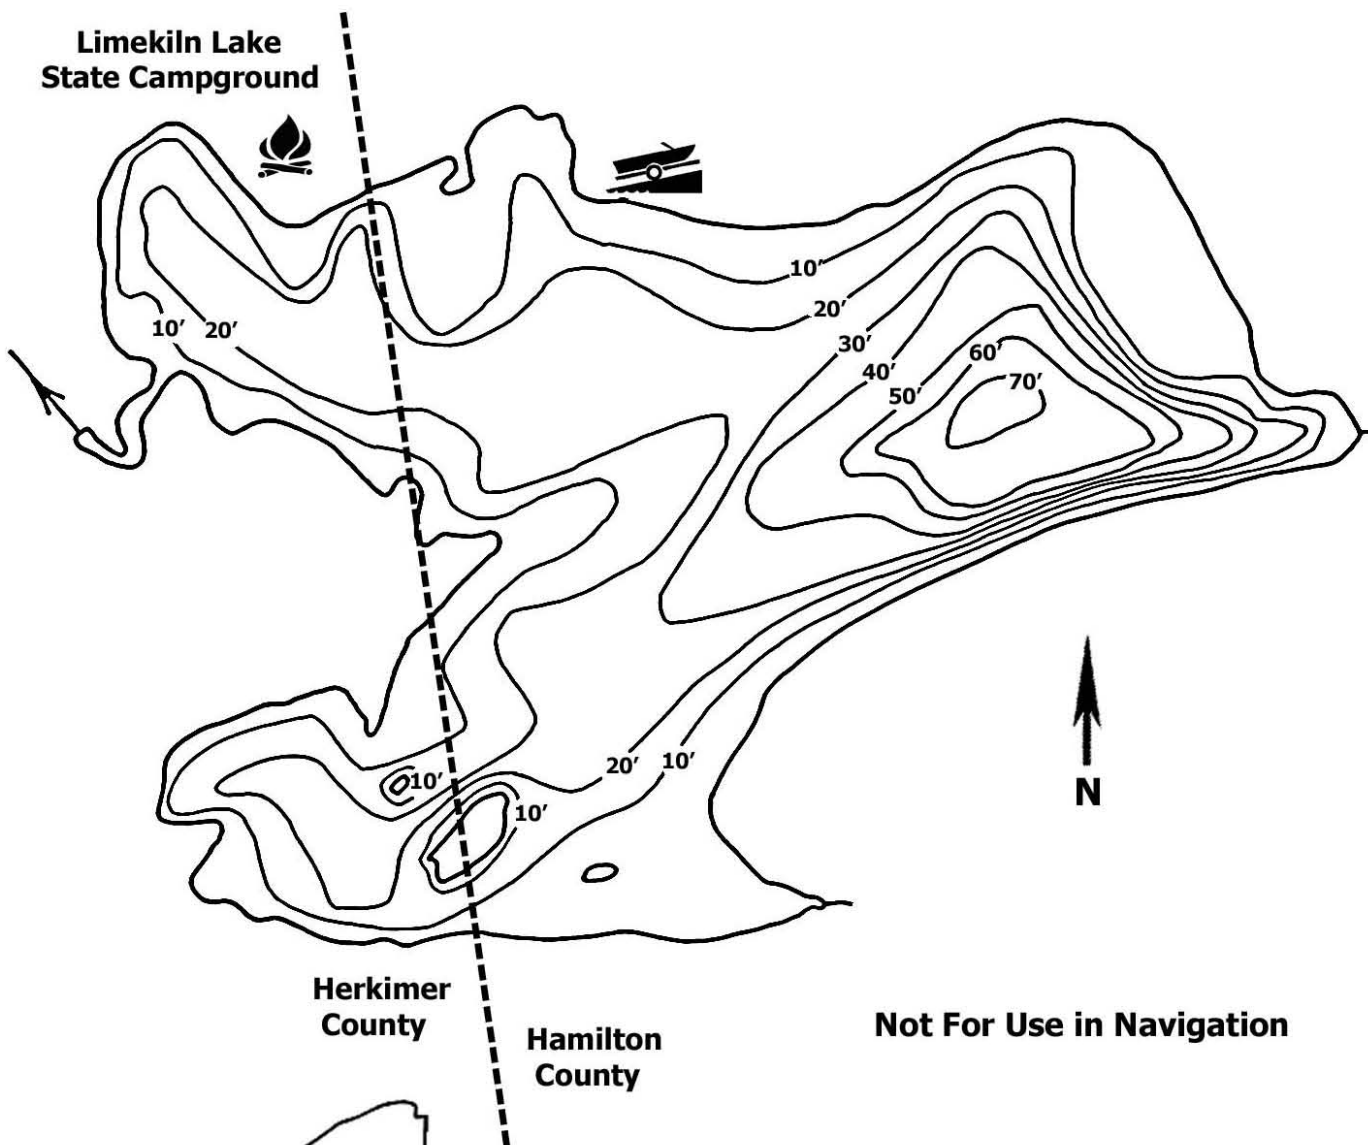 Limekiln Lake
State Campground
10'
20'
10'
20'
30'
40'
50'
60'
70'
10'
10'
20'
10'
N
Herkimer
County
Hamilton
County
Not For Use in Navigation